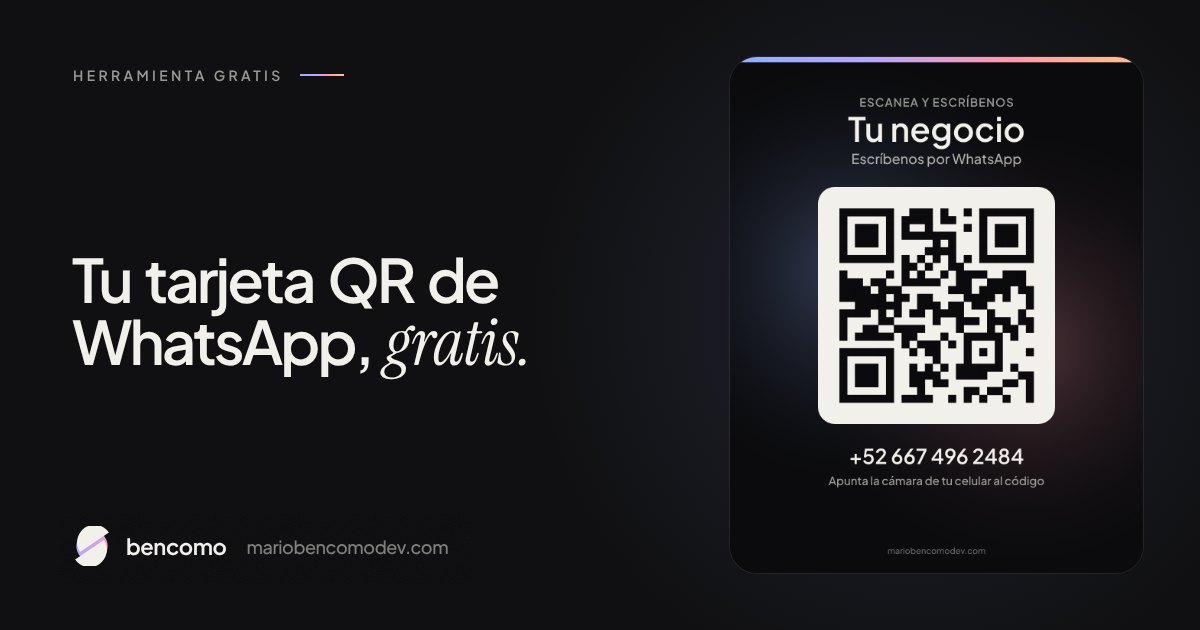 HERRAMIENTA GRATIS
Tu tarjeta QR de
WhatsApp, gratis.
bencomo
mariobencomodev.com
ESCANEA Y ESCRÍBENOS
Tu negocio
Escríbenos por WhatsApp
+52 667 496 2484
Apunta la cámara de tu celular al código
mariobencomodev.com